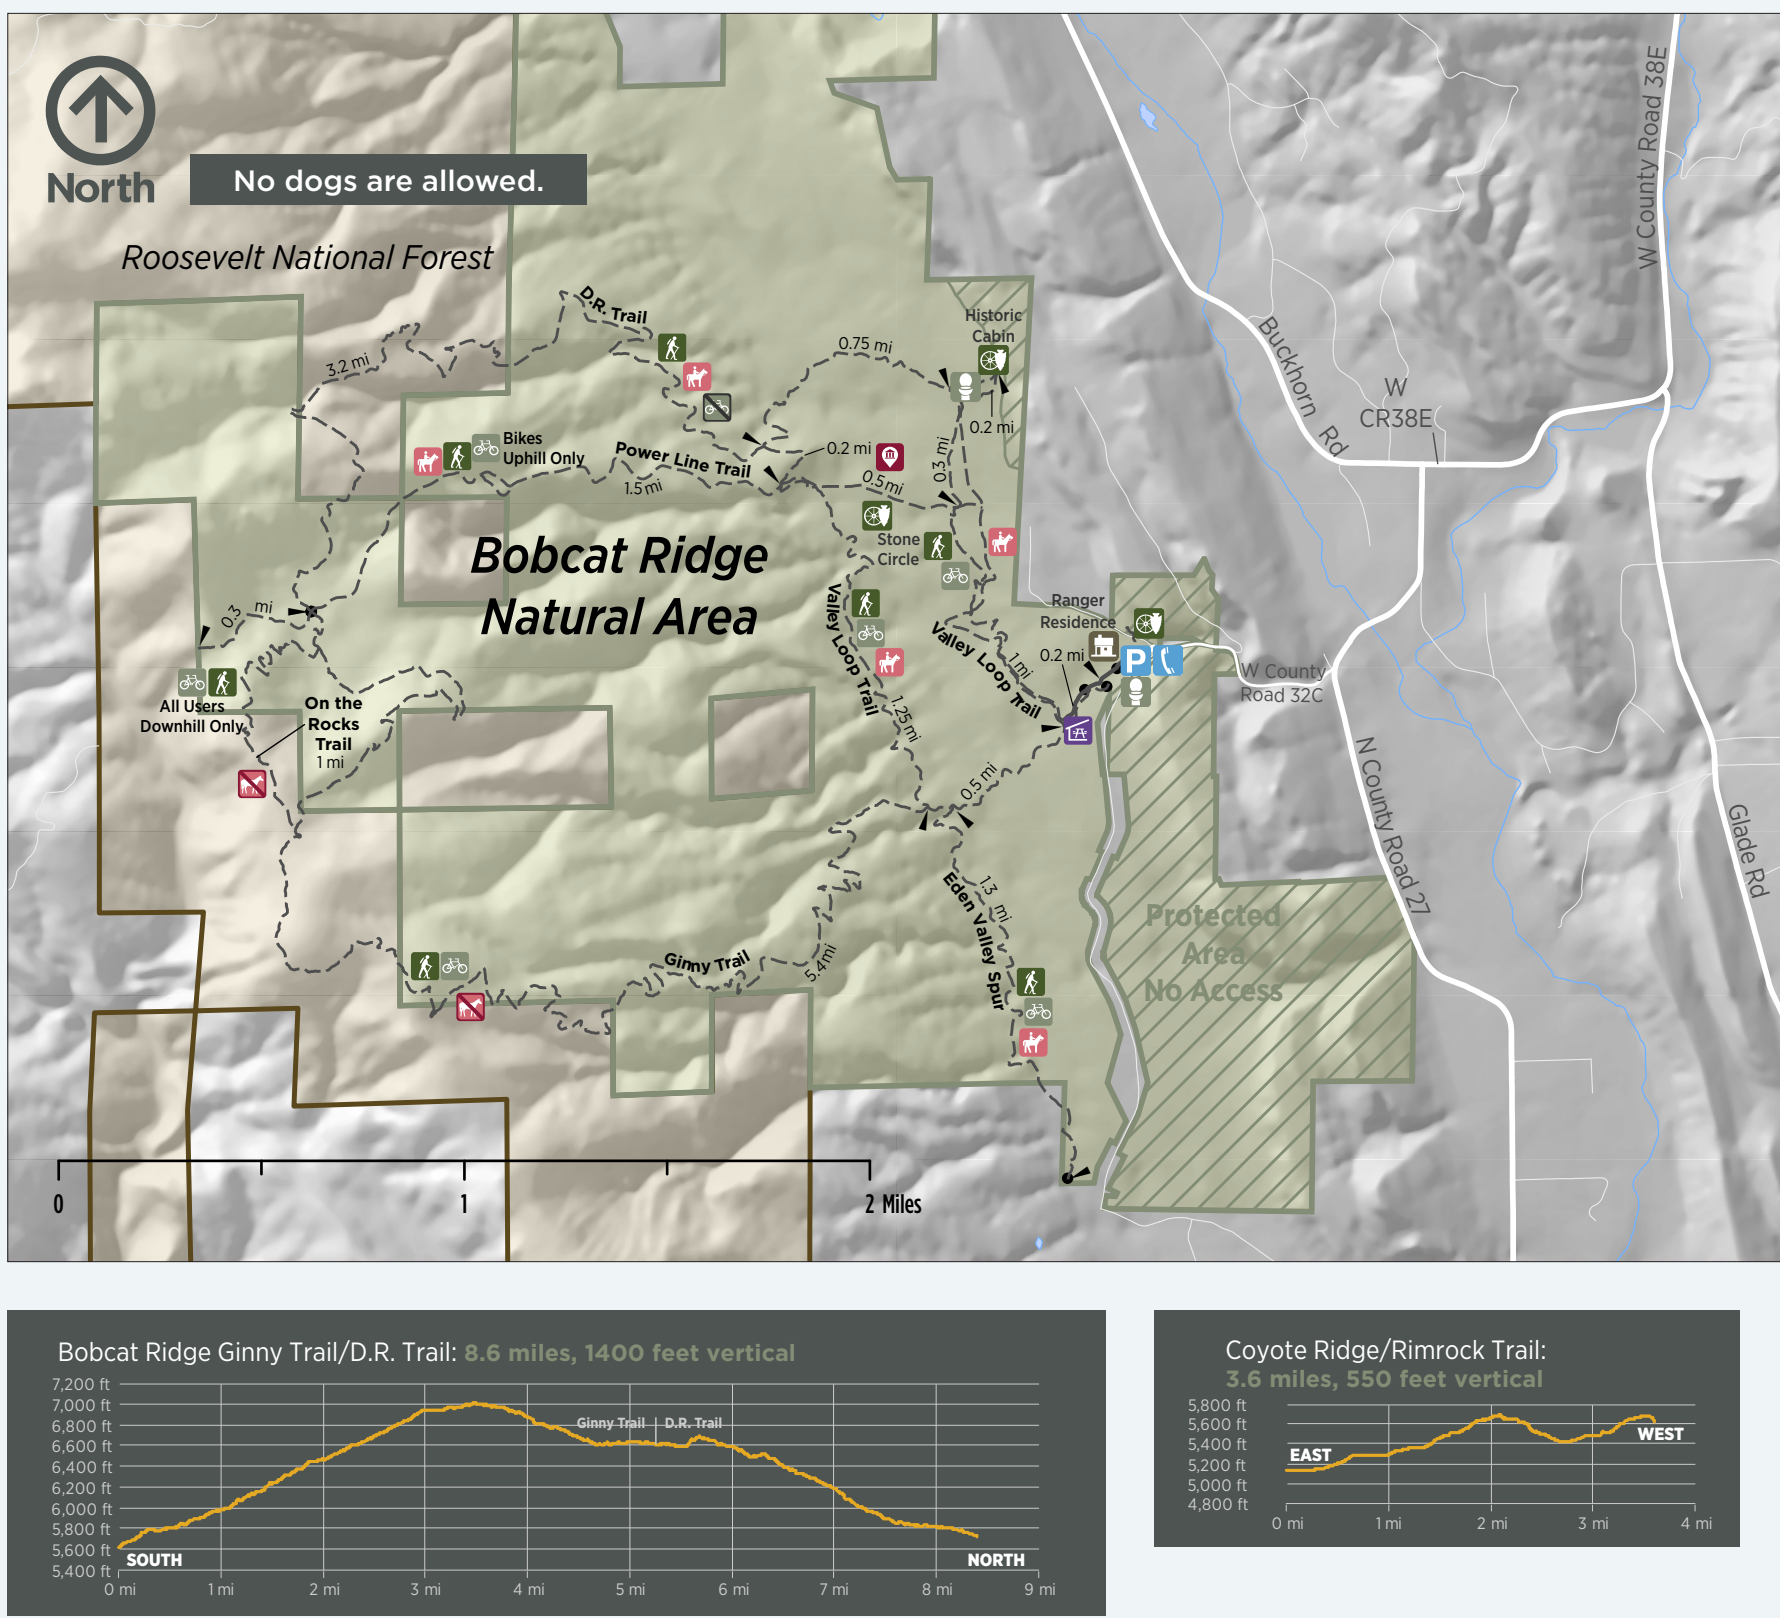 North
No dogs are allowed.
Roosevelt National Forest
W County Road 38E
D.R. Trail
3.2 mi
0.75 mi
Historic
Cabin
Buckhorn Rd
W
CR38E
0.2 mi
Bikes
Uphill Only
Power Line Trail
1.5 mi
0.2 mi
0.5 mi
0.3 mi
Stone
Circle
Bobcat Ridge
Natural Area
0.3 mi
Valley Loop Trail
1.25 mi
Valley Loop Trail
1 mi
Ranger
Residence
0.2 mi
P
W County
Road 32C
All Users
Downhill Only
On the
Rocks
Trail
1 mi
0.5 mi
N County Road 27
Glade Rd
Eden Valley Spur
1.3 mi
Ginny Trail
5.4mi
Protected
Area
No Access
0
1
2 Miles
Bobcat Ridge Ginny Trail/D.R. Trail: 8.6 miles, 1400 feet vertical
7,200 ft
7,000 ft
6,800 ft
6,600 ft
6,400 ft
6,200 ft
6,000 ft
5,800 ft
5,600 ft
5,400 ft
Ginny Trail | D.R. Trail
SOUTH
NORTH
0 mi
1 mi
2 mi
3 mi
4 mi
5 mi
6 mi
7 mi
8 mi
9 mi
Coyote Ridge/Rimrock Trail:
3.6 miles, 550 feet vertical
5,800 ft
5,600 ft
5,400 ft
5,200 ft
5,000 ft
4,800 ft
EAST
WEST
0 mi
1 mi
2 mi
3 mi
4 mi